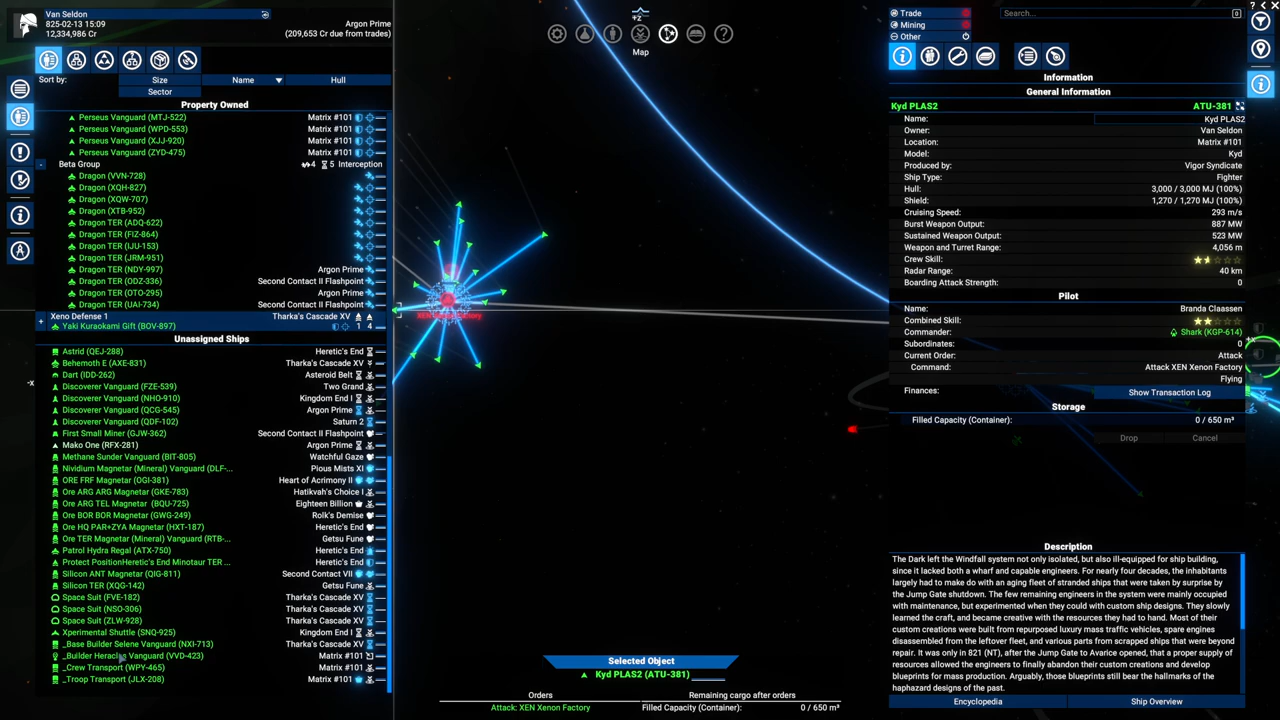 Van Seldon
825-02-13 15:09
12,334,986 Cr
Argon Prime
(209,653 Cr due from trades)
Sort by:
Size
Name
Hull
Sector
Property Owned
Perseus Vanguard (MTJ-522) Matrix #101
Perseus Vanguard (WPD-553) Matrix #101
Perseus Vanguard (XJJ-920) Matrix #101
Perseus Vanguard (ZYD-475) Matrix #101
- Beta Group 4 5 Interception
Dragon (VVN-728)
Dragon (XQH-827)
Dragon (XQW-707)
Dragon (XTB-952)
Dragon TER (ADQ-622)
Dragon TER (FIZ-864)
Dragon TER (IJU-153)
Dragon TER (JRM-951)
Dragon TER (NDY-997) Argon Prime
Dragon TER (ODZ-336) Second Contact II Flashpoint
Dragon TER (OTO-295) Argon Prime
Dragon TER (UAI-734) Second Contact II Flashpoint
Xeno Defense 1 Tharka's Cascade XV
+ Yaki Kuraokami Gift (BOV-897) 1 4
Unassigned Ships
Astrid (QEJ-288) Heretic's End
Behemoth E (AXE-831) Tharka's Cascade XV
Dart (IDD-262) Asteroid Belt
Discoverer Vanguard (FZE-539) Two Grand
Discoverer Vanguard (NHO-910) Kingdom End I
Discoverer Vanguard (QCG-545) Argon Prime
Discoverer Vanguard (QDF-102) Saturn 2
First Small Miner (GJW-362) Second Contact II Flashpoint
Mako One (RFX-281) Argon Prime
Methane Sunder Vanguard (BIT-805) Watchful Gaze
Nividium Magnetar (Mineral) Vanguard (DLF-... Pious Mists XI
ORE FRF Magnetar (OGI-381) Heart of Acrimony II
Ore ARG ARG Magnetar (GKE-783) Hatikvah's Choice I
Ore ARG TEL Magnetar (BQU-725) Eighteen Billion
Ore BOR BOR Magnetar (GWG-249) Rolk's Demise
Ore HQ PAR+ZYA Magnetar (HXT-187) Heretic's End
Ore TER Magnetar (Mineral) Vanguard (RTB-... Getsu Fune
Patrol Hydra Regal (ATX-750) Heretic's End
Protect PositionHeretic's End Minotaur TER ... Heretic's End
Silicon ANT Magnetar (QIG-811) Second Contact VII
Silicon TER (XQG-142) Getsu Fune
Space Suit (FVE-182) Tharka's Cascade XV
Space Suit (NSO-306) Tharka's Cascade XV
Space Suit (ZLW-928) Tharka's Cascade XV
Xperimental Shuttle (SNQ-925) Kingdom End I
_Base Builder Selene Vanguard (NXI-713) Tharka's Cascade XV
_Builder Heracles Vanguard (VVD-423) Matrix #101
_Crew Transport (WPY-465) Matrix #101
_Troop Transport (JLX-208) Matrix #101
+2
Map
-X
XEN Xenon Factory
Selected Object
Kyd PLAS2 (ATU-381)
Orders
Remaining cargo after orders
Attack: XEN Xenon Factory
Filled Capacity (Container): 0 / 650 m³
Trade
Mining
Other
Search...
Information
General Information
Kyd PLAS2 ATU-381
Name: Kyd PLAS2
Owner: Van Seldon
Location: Matrix #101
Model: Kyd
Produced by: Vigor Syndicate
Ship Type: Fighter
Hull: 3,000 / 3,000 MJ (100%)
Shield: 1,270 / 1,270 MJ (100%)
Cruising Speed: 293 m/s
Burst Weapon Output: 887 MW
Sustained Weapon Output: 523 MW
Weapon and Turret Range: 4,056 m
Crew Skill:
Radar Range: 40 km
Boarding Attack Strength: 0
Pilot
Name: Branda Claassen
Combined Skill:
Commander: Shark (KGP-614)
Subordinates: 0
Current Order: Attack
Command: Attack XEN Xenon Factory
Flying
Finances: Show Transaction Log
Storage
Filled Capacity (Container): 0 / 650 m³
Drop
Cancel
Description
The Dark left the Windfall system not only isolated, but also ill-equipped for ship building,
since it lacked both a wharf and capable engineers. For nearly four decades, the inhabitants
largely had to make do with an aging fleet of stranded ships that were taken by surprise by
the Jump Gate shutdown. The few remaining engineers in the system were mainly occupied
with maintenance, but experimented when they could with custom ship designs. They slowly
learned the craft, and became creative with the resources they had to hand. Most of their
custom creations were built from repurposed luxury mass traffic vehicles, spare engines
disassembled from the leftover fleet, and various parts from scrapped ships that were beyond
repair. It was only in 821 (NT), after the Jump Gate to Avarice opened, that a proper supply of
resources allowed the engineers to finally abandon their custom creations and develop
blueprints for mass production. Arguably, those blueprints still bear the hallmarks of the
haphazard designs of the past.
Encyclopedia
Ship Overview